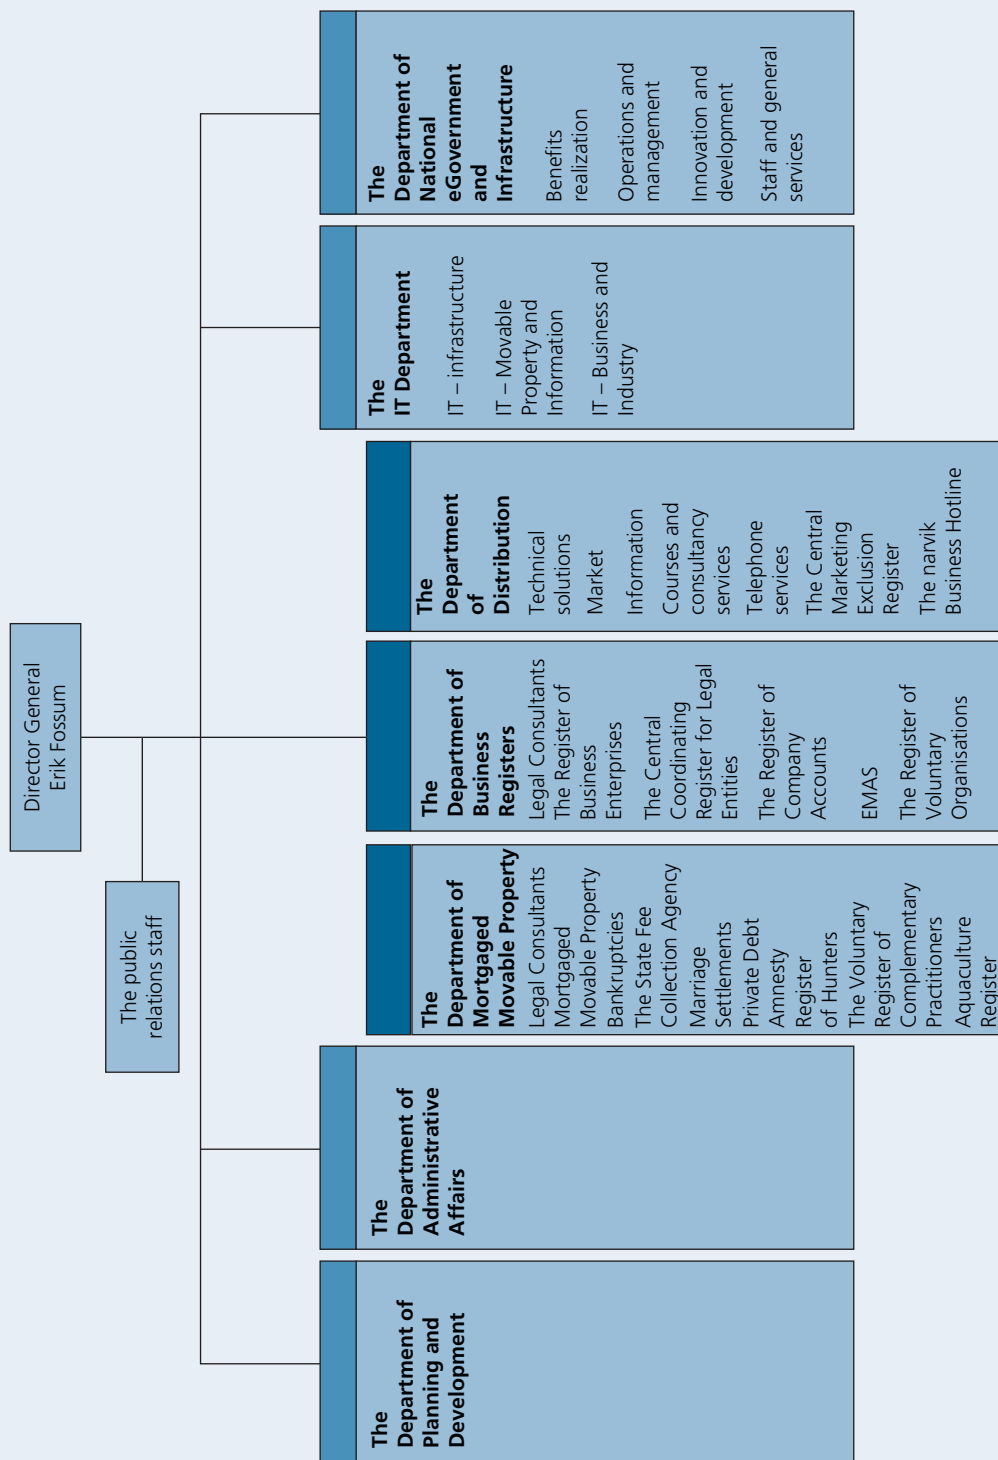 Director General
Erik Fossum
The public
relations staff
The
Department of
Planning and
Development
The
Department of
Administrative
Affairs
The
Department of
Mortgaged
Movable Property
Legal Consultants
Mortgaged
Movable Property
Bankruptcies
The State Fee
Collection Agency
Marriage
Settlements
Private Debt
Amnesty
Register
of Hunters
The Voluntary
Register of
Complementary
Practitioners
Aquaculture
Register
The
Department of
Business
Registers
Legal Consultants
The Register of
Business
Enterprises
The Central
Coordinating
Register for Legal
Entities
The Register of
Company
Accounts
EMAS
The Register of
Voluntary
Organisations
The
Department
of
Distribution
Technical
solutions
Market
Information
Courses and
consultancy
services
Telephone
services
The Central
Marketing
Exclusion
Register
The narvik
Business Hotline
The
IT Department
IT – infrastructure
IT – Movable
Property and
Information
IT – Business and
Industry
The
Department of
National
eGovernment
and
Infrastructure
Benefits
realization
Operations and
management
Innovation and
development
Staff and general
services